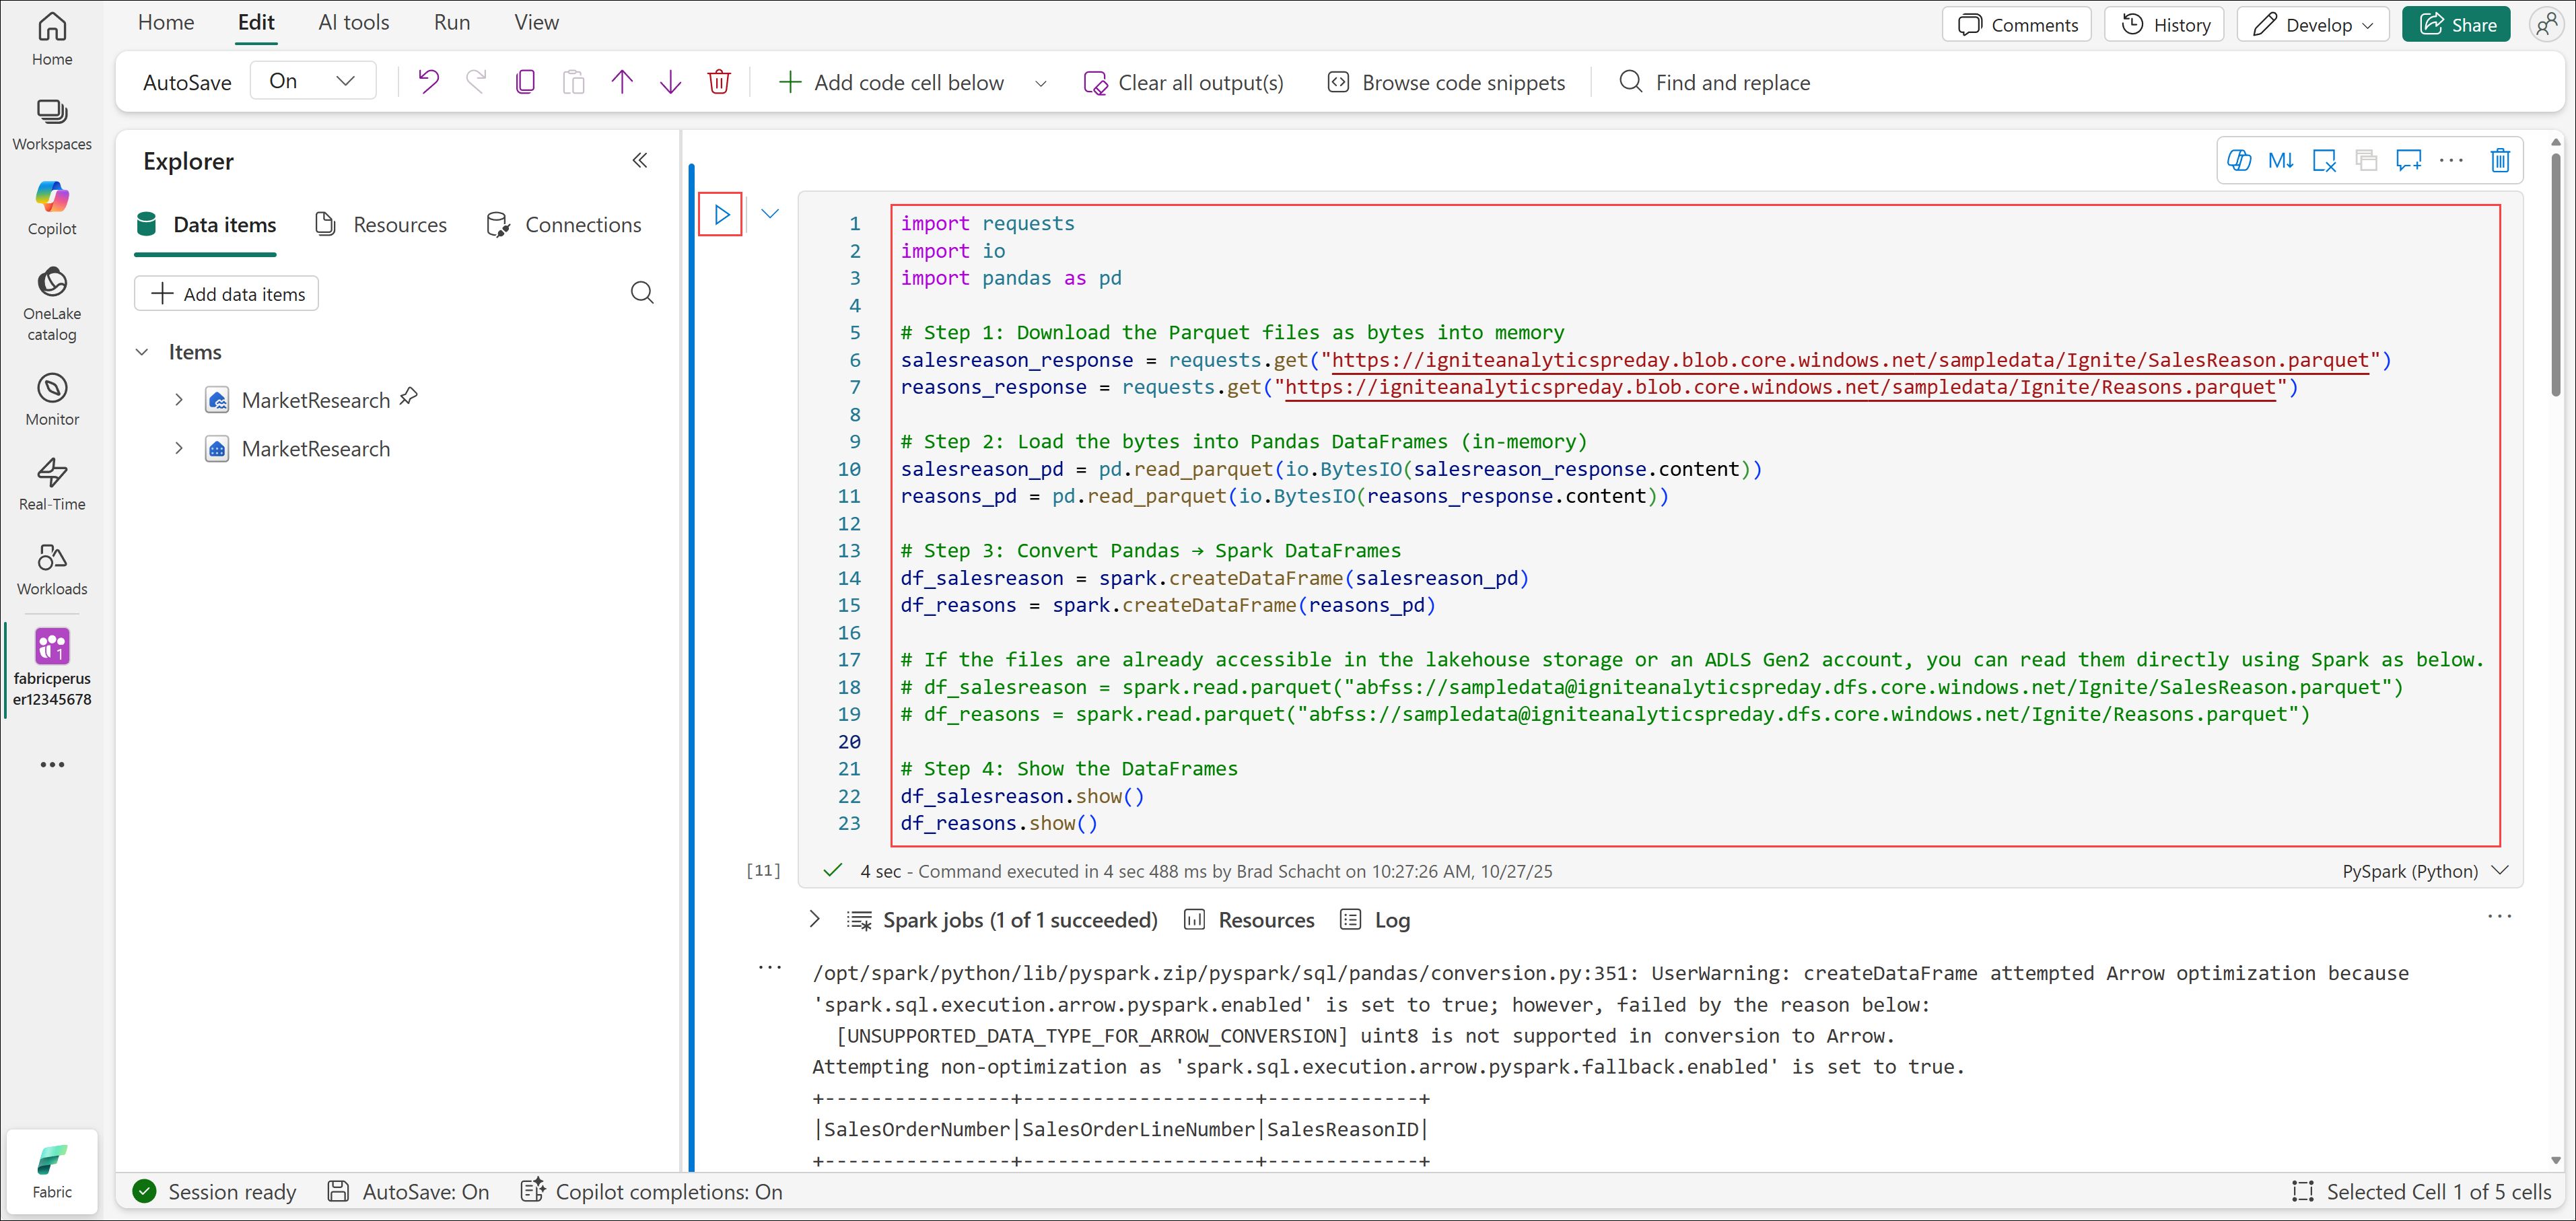 Home
Edit
AI tools
Run
View
Comments
History
Develop
Share
AutoSave
On
Add code cell below
Clear all output(s)
Browse code snippets
Find and replace
Home
Workspaces
Copilot
OneLake
catalog
Monitor
Real-Time
Workloads
1
fabricperus
er12345678
Fabric
Explorer
Data items
Resources
Connections
Add data items
Items
MarketResearch
MarketResearch
M↓
1 import requests
2 import io
3 import pandas as pd
4
5 # Step 1: Download the Parquet files as bytes into memory
6 salesreason_response = requests.get("https://igniteanalyticspreday.blob.core.windows.net/sampledata/Ignite/SalesReason.parquet")
7 reasons_response = requests.get("https://igniteanalyticspreday.blob.core.windows.net/sampledata/Ignite/Reasons.parquet")
8
9 # Step 2: Load the bytes into Pandas DataFrames (in-memory)
10 salesreason_pd = pd.read_parquet(io.BytesIO(salesreason_response.content))
11 reasons_pd = pd.read_parquet(io.BytesIO(reasons_response.content))
12
13 # Step 3: Convert Pandas → Spark DataFrames
14 df_salesreason = spark.createDataFrame(salesreason_pd)
15 df_reasons = spark.createDataFrame(reasons_pd)
16
17 # If the files are already accessible in the lakehouse storage or an ADLS Gen2 account, you can read them directly using Spark as below.
18 # df_salesreason = spark.read.parquet("abfss://sampledata@igniteanalyticspreday.dfs.core.windows.net/Ignite/SalesReason.parquet")
19 # df_reasons = spark.read.parquet("abfss://sampledata@igniteanalyticspreday.dfs.core.windows.net/Ignite/Reasons.parquet")
20
21 # Step 4: Show the DataFrames
22 df_salesreason.show()
23 df_reasons.show()
[11]
4 sec - Command executed in 4 sec 488 ms by Brad Schacht on 10:27:26 AM, 10/27/25
PySpark (Python)
Spark jobs (1 of 1 succeeded)
Resources
Log
/opt/spark/python/lib/pyspark.zip/pyspark/sql/pandas/conversion.py:351: UserWarning: createDataFrame attempted Arrow optimization because
'spark.sql.execution.arrow.pyspark.enabled' is set to true; however, failed by the reason below:
[UNSUPPORTED_DATA_TYPE_FOR_ARROW_CONVERSION] uint8 is not supported in conversion to Arrow.
Attempting non-optimization as 'spark.sql.execution.arrow.pyspark.fallback.enabled' is set to true.
+----------------+--------------------+-------------+
|SalesOrderNumber|SalesOrderLineNumber|SalesReasonID|
+----------------+--------------------+-------------+
Session ready
AutoSave: On
Copilot completions: On
Selected Cell 1 of 5 cells